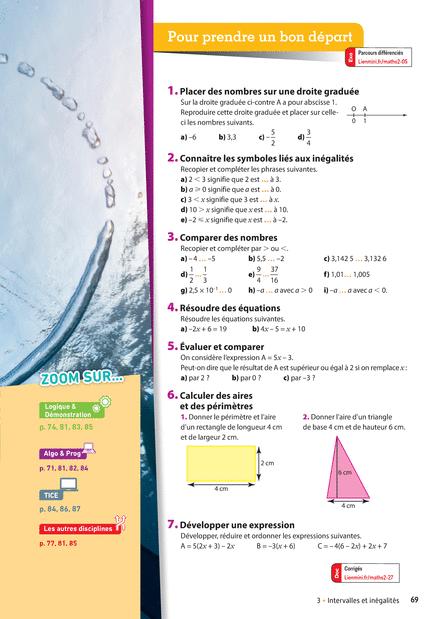 Pour prendre un bon départ
DOC
Parcours différenciés
Lienmini.fr/maths2-05
1. Placer des nombres sur une droite graduée
Sur la droite graduée ci-contre A a pour abscisse 1.
Reproduire cette droite graduée et placer sur celle-
ci les nombres suivants.
O A
0 1
a) –6 b) 3,3 c) –5/2 d) 3/4
2. Connaître les symboles liés aux inégalités
Recopier et compléter les phrases suivantes.
a) 2 < 3 signifie que 2 est … à 3.
b) a ⩾ 0 signifie que a est … à 0.
c) 3 < x signifie que 3 est … à x.
d) 10 > x signifie que x est … à 10.
e) –2 ⩽ x signifie que x est … à –2.
3. Comparer des nombres
Recopier et compléter par > ou <.
a) – 4 … –5 b) 5,5 … –2 c) 3,142 5 … 3,132 6
d) 1/2 … 1/3 e) 9/4 … 37/16 f) 1,01… 1,005
g) 2,5 × 10⁻¹ … 0 h) –a … a avec a > 0 i) –a … a avec a < 0.
4. Résoudre des équations
Résoudre les équations suivantes.
a) –2x + 6 = 19 b) 4x – 5 = x + 10
5. Évaluer et comparer
On considère l'expression A = 5x – 3.
Peut-on dire que le résultat de A est supérieur ou égal à 2 si on remplace x :
a) par 2 ? b) par 0 ? c) par –3 ?
6. Calculer des aires
et des périmètres
1. Donner le périmètre et l'aire
d'un rectangle de longueur 4 cm
et de largeur 2 cm.
2 cm
4 cm
2. Donner l'aire d'un triangle
de base 4 cm et de hauteur 6 cm.
6 cm
4 cm
7. Développer une expression
Développer, réduire et ordonner les expressions suivantes.
A = 5(2x + 3) – 2x B = –3(x + 6) C = – 4(6 – 2x) + 2x + 7
DOC
Corrigés
Lienmini.fr/maths2-27
ZOOM SUR...
Logique &
Démonstration
p. 74, 81, 83, 85
Algo & Prog
p. 71, 81, 82, 84
TICE
p. 84, 86, 87
Les autres disciplines
p. 77, 81, 85
3 • Intervalles et inégalités 69